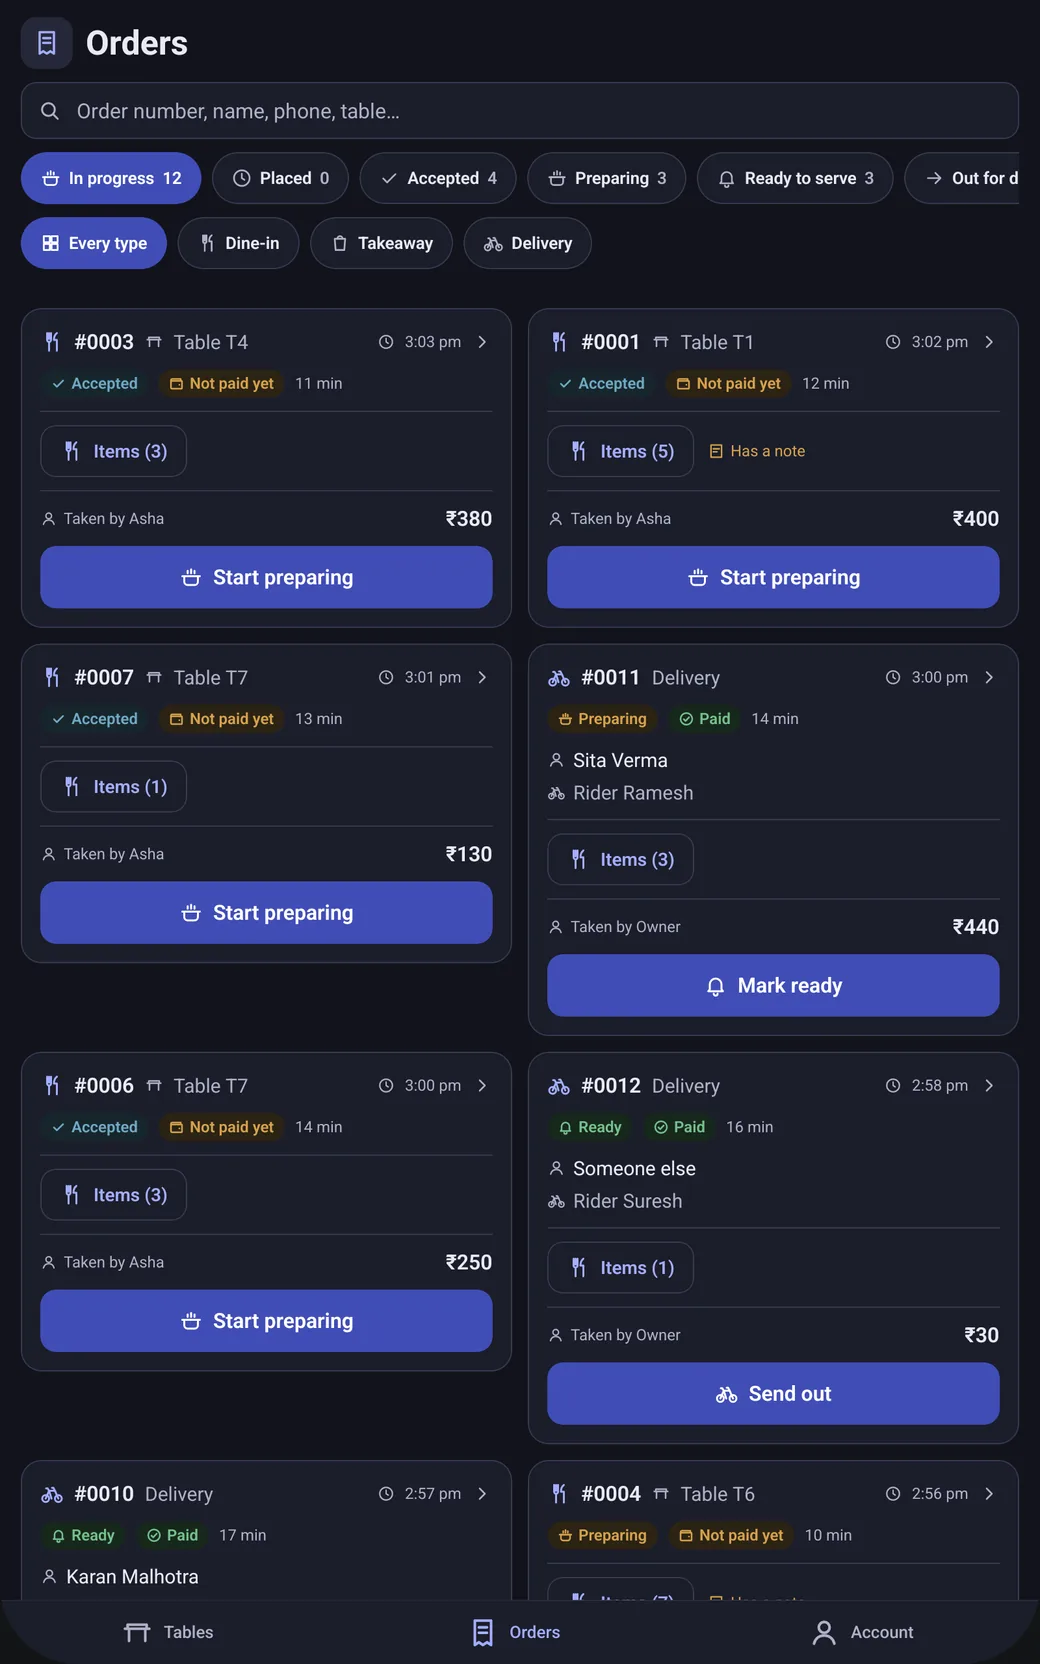 Orders
Order number, name, phone, table...
In progress 12 Placed 0 Accepted 4 Preparing 3 Ready to serve 3 Out for d
Every type Dine-in Takeaway Delivery
#0003 Table T4 3:03 pm
Accepted Not paid yet 11 min
Items (3)
Taken by Asha ₹380
Start preparing
#0001 Table T1 3:02 pm
Accepted Not paid yet 12 min
Items (5) Has a note
Taken by Asha ₹400
Start preparing
#0007 Table T7 3:01 pm
Accepted Not paid yet 13 min
Items (1)
Taken by Asha ₹130
Start preparing
#0011 Delivery 3:00 pm
Preparing Paid 14 min
Sita Verma
Rider Ramesh
Items (3)
Taken by Owner ₹440
Mark ready
#0006 Table T7 3:00 pm
Accepted Not paid yet 14 min
Items (3)
Taken by Asha ₹250
Start preparing
#0012 Delivery 2:58 pm
Ready Paid 16 min
Someone else
Rider Suresh
Items (1)
Taken by Owner ₹30
Send out
#0010 Delivery 2:57 pm
Ready Paid 17 min
Karan Malhotra
#0004 Table T6 2:56 pm
Preparing Not paid yet 10 min
Tables Orders Account